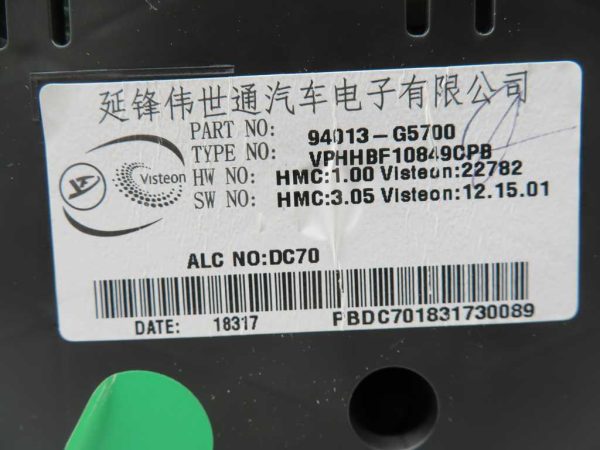 延锋伟世通汽车电子有限公司
PART NO: 94013-G5700
TYPE NO: VPHHBF10849CPB
HW NO: HMC:1.00 Visteon:22782
SW NO: HMC:3.05 Visteon:12.15.01
Visteon
ALC NO:DC70
DATE: 18317 PBDC701831730089